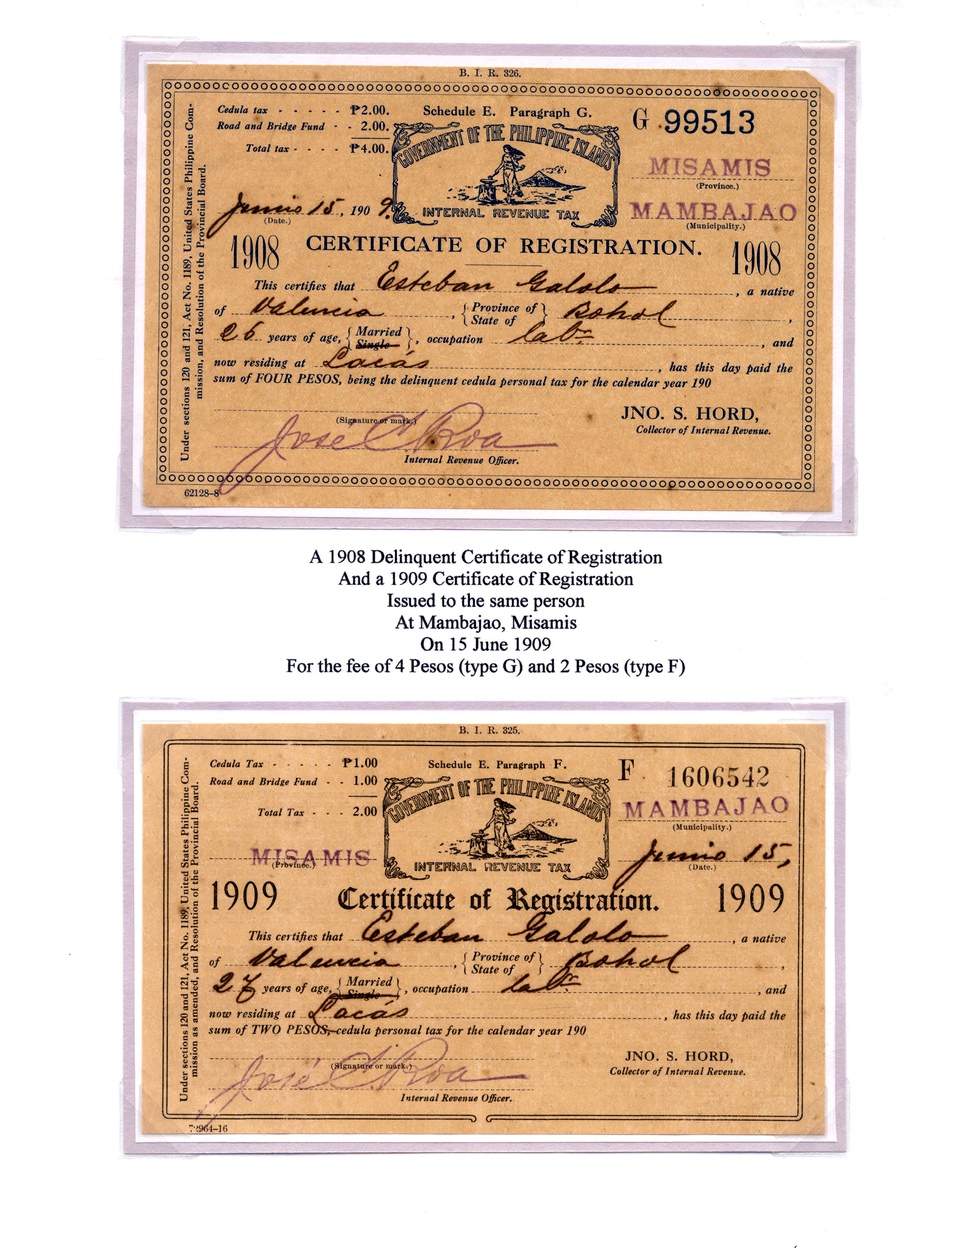 B. I. R. 326.
Cedula tax - - - - - ₱2.00.
Road and Bridge Fund - - 2.00.
Total tax - - - - ₱4.00.
Schedule E. Paragraph G.
G 99513
GOVERNMENT OF THE PHILIPPINE ISLANDS
INTERNAL REVENUE TAX
MISAMIS
(Province.)
MAMBAJAO
(Municipality.)
Junio 15, 1909.
(Date.)
1908 CERTIFICATE OF REGISTRATION. 1908
This certifies that Esteban Galolo, a native
of Valencia, {Province of State of} Bohol,
26 years of age, {Married Single}, occupation labr, and
now residing at Lacás, has this day paid the
sum of FOUR PESOS, being the delinquent cedula personal tax for the calendar year 190
(Signature or mark.)
JNO. S. HORD,
Collector of Internal Revenue.
José C Roa
Internal Revenue Officer.
Under sections 120 and 121, Act No. 1189, United States Philippine Com-
mission, and Resolution of the Provincial Board.
62128-8
A 1908 Delinquent Certificate of Registration
And a 1909 Certificate of Registration
Issued to the same person
At Mambajao, Misamis
On 15 June 1909
For the fee of 4 Pesos (type G) and 2 Pesos (type F)
B. I. R. 325.
Cedula Tax - - - - - ₱1.00
Road and Bridge Fund - - 1.00
Total Tax - - - 2.00
Schedule E. Paragraph F.
F 1606542
GOVERNMENT OF THE PHILIPPINE ISLANDS
INTERNAL REVENUE TAX
MAMBAJAO
(Municipality.)
MISAMIS
(Province.)
Junio 15,
(Date.)
1909 Certificate of Registration. 1909
This certifies that Esteban Galolo, a native
of Valencia, {Province of State of} Bohol,
27 years of age, {Married Single}, occupation labr, and
now residing at Lacás, has this day paid the
sum of TWO PESOS, cedula personal tax for the calendar year 190
(Signature or mark.)
JNO. S. HORD,
Collector of Internal Revenue.
José C Roa
Internal Revenue Officer.
Under sections 120 and 121, Act No. 1189, United States Philippine Com-
mission as amended, and Resolution of the Provincial Board.
72964-16